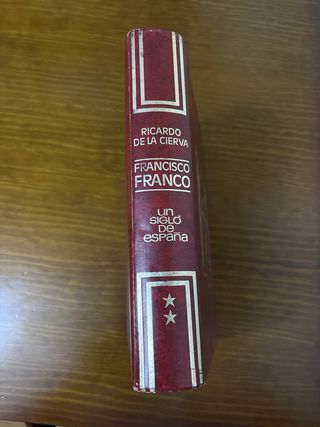 RICARDO
DE LA CIERVA
FRANCISCO
FRANCO
un
siglo
de
españa